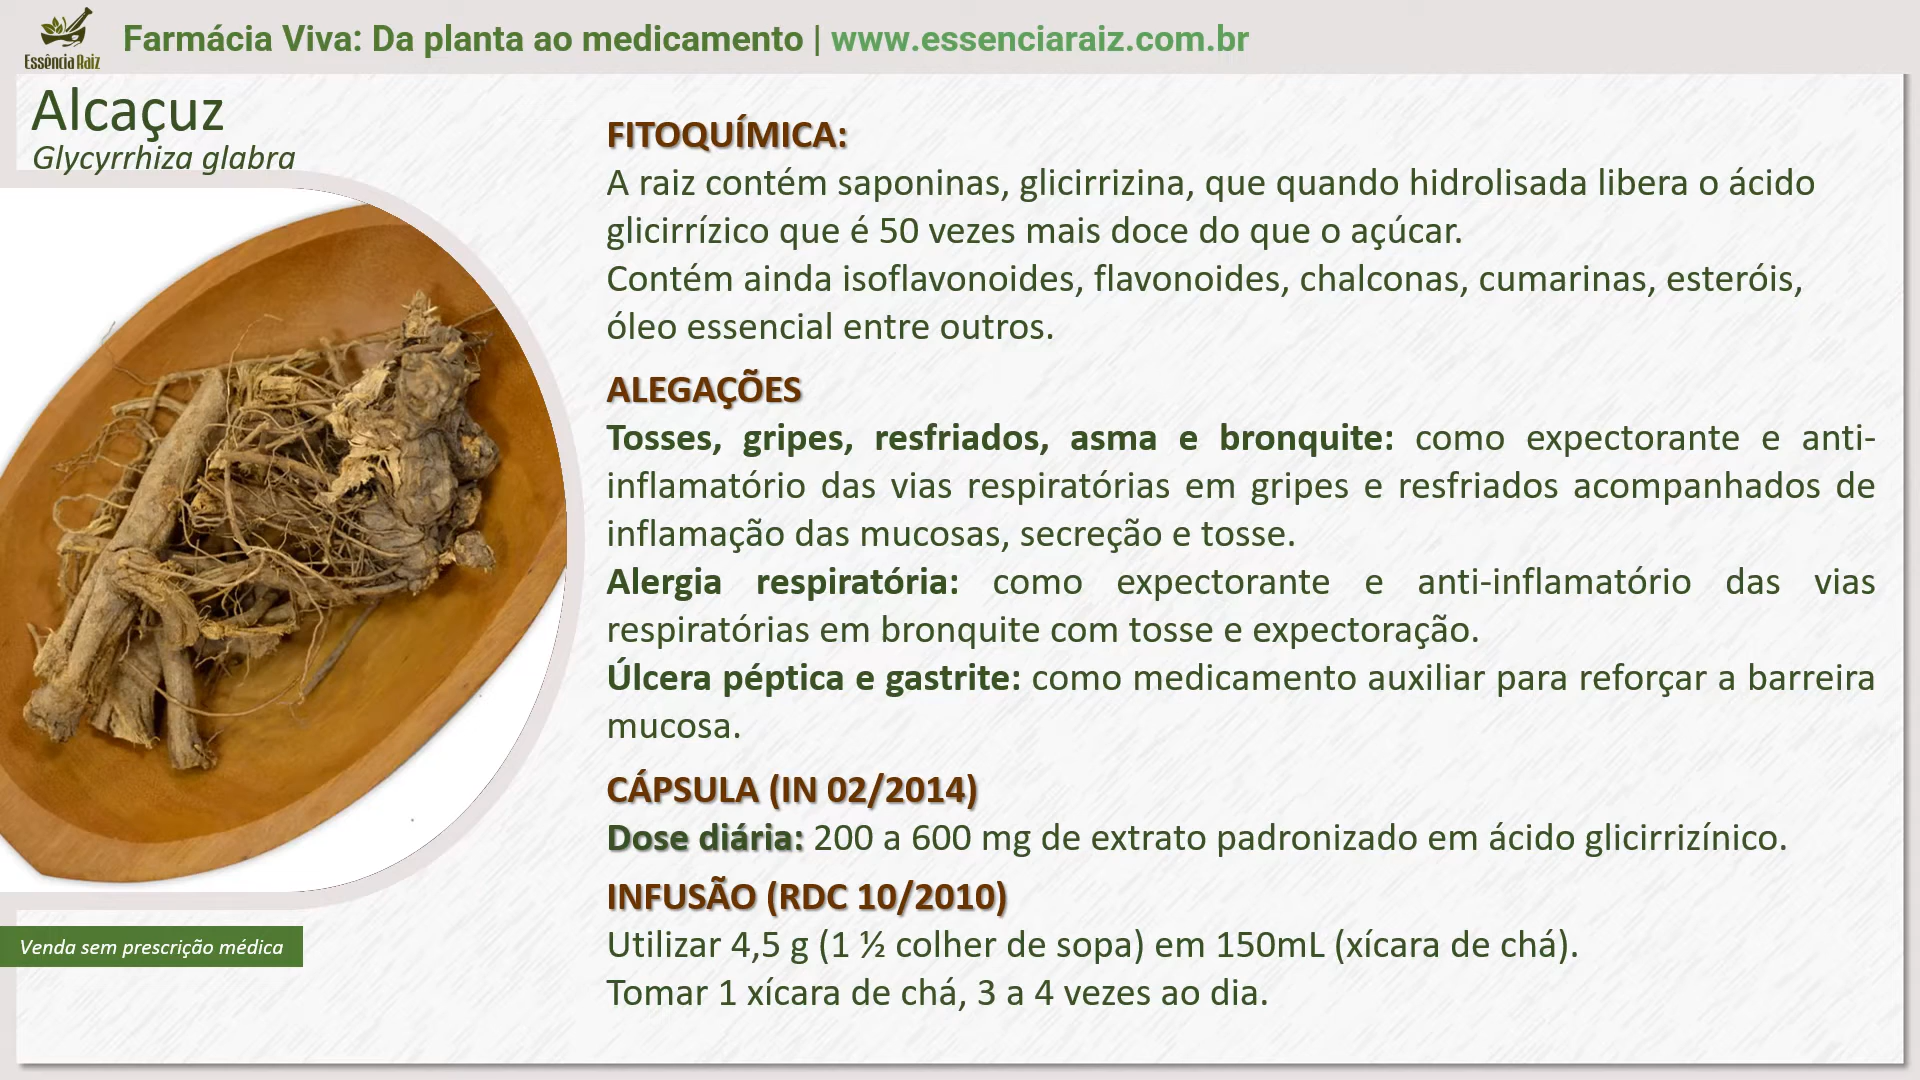 Essência Raiz
Farmácia Viva: Da planta ao medicamento | www.essenciaraiz.com.br
Alcaçuz
Glycyrrhiza glabra
FITOQUÍMICA:
A raiz contém saponinas, glicirrizina, que quando hidrolisada libera o ácido
glicirrízico que é 50 vezes mais doce do que o açúcar.
Contém ainda isoflavonoides, flavonoides, chalconas, cumarinas, esteróis,
óleo essencial entre outros.
ALEGAÇÕES
Tosses, gripes, resfriados, asma e bronquite: como expectorante e anti-
inflamatório das vias respiratórias em gripes e resfriados acompanhados de
inflamação das mucosas, secreção e tosse.
Alergia respiratória: como expectorante e anti-inflamatório das vias
respiratórias em bronquite com tosse e expectoração.
Úlcera péptica e gastrite: como medicamento auxiliar para reforçar a barreira
mucosa.
CÁPSULA (IN 02/2014)
Dose diária: 200 a 600 mg de extrato padronizado em ácido glicirrizínico.
INFUSÃO (RDC 10/2010)
Utilizar 4,5 g (1 ½ colher de sopa) em 150mL (xícara de chá).
Tomar 1 xícara de chá, 3 a 4 vezes ao dia.
Venda sem prescrição médica